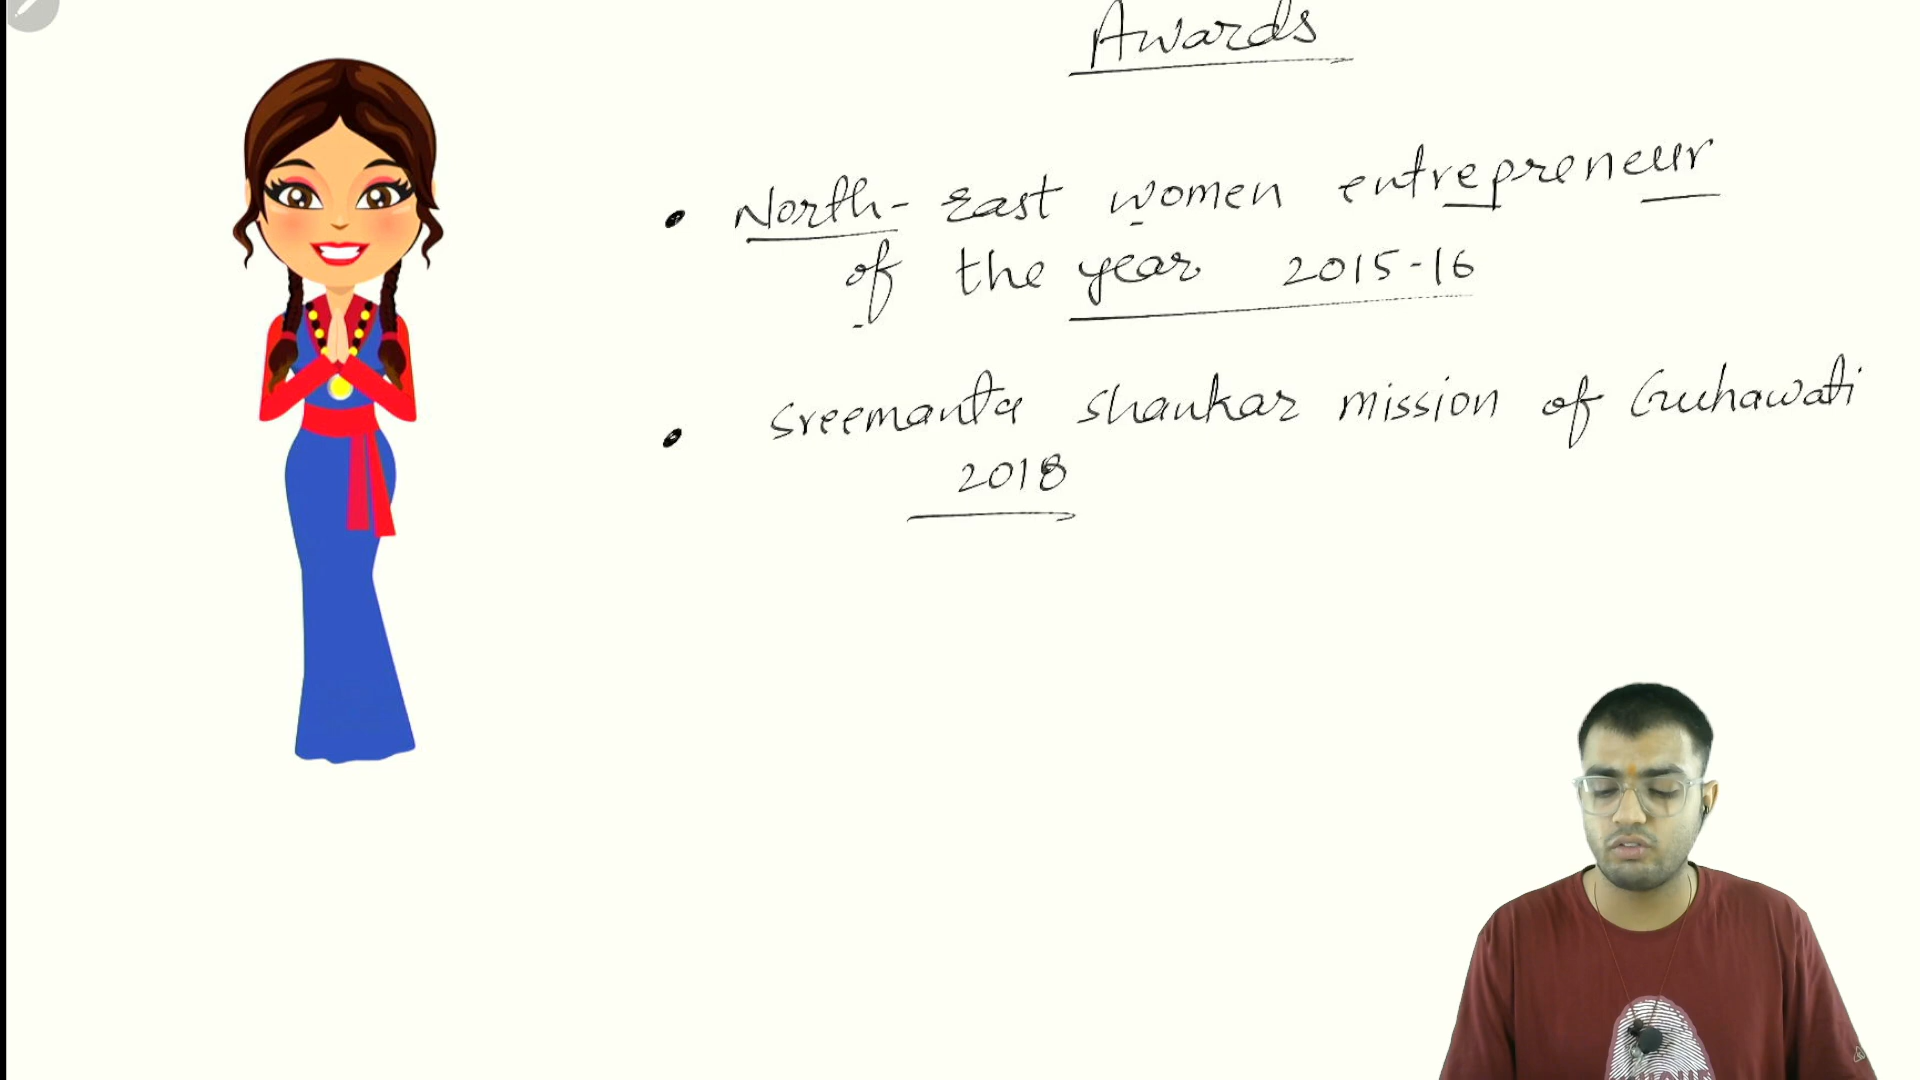 Awards
• North-East women entrepreneur
of the year 2015-16
• Sreemanta Shankar mission of Guhawati
2018